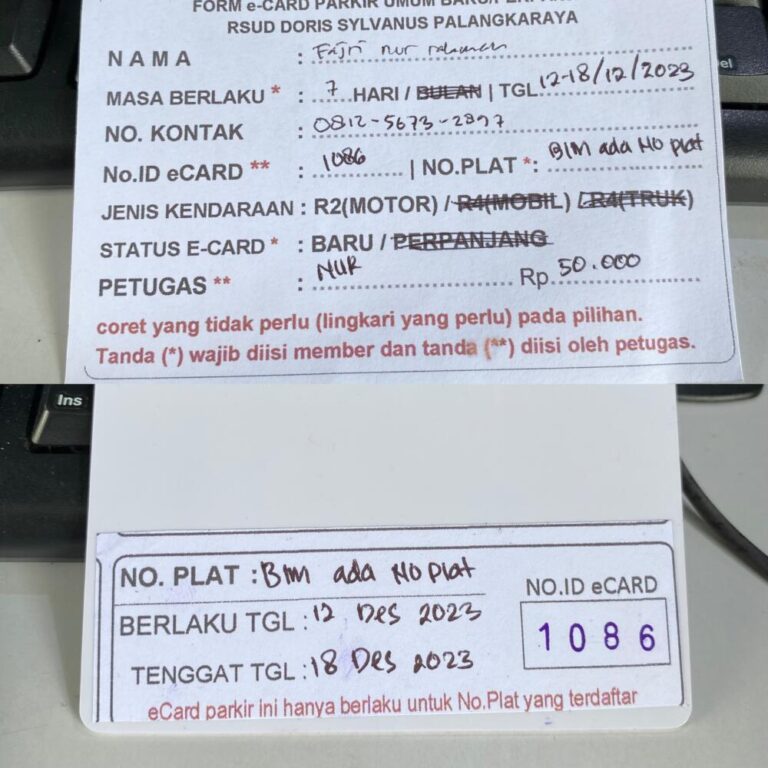 FORM e-CARD PARKIR UMUM BARU/PERPAN
RSUD DORIS SYLVANUS PALANGKARAYA
NAMA : Fajri nur rahman
MASA BERLAKU * : 7 HARI / BULAN | TGL 12-18/12/2023
NO. KONTAK : 0812-5673-2897
No.ID eCARD ** : 1086 | NO.PLAT *: BlM ada No plat
JENIS KENDARAAN : R2(MOTOR) / R4(MOBIL) / R4(TRUK)
STATUS E-CARD * : BARU / PERPANJANG
PETUGAS ** : NUR Rp. 50.000
coret yang tidak perlu (lingkari yang perlu) pada pilihan.
Tanda (*) wajib diisi member dan tanda (**) diisi oleh petugas.
Ins
NO. PLAT : BlM ada No plat
BERLAKU TGL : 12 Des 2023
TENGGAT TGL : 18 Des 2023
NO.ID eCARD
1086
eCard parkir ini hanya berlaku untuk No.Plat yang terdaftar